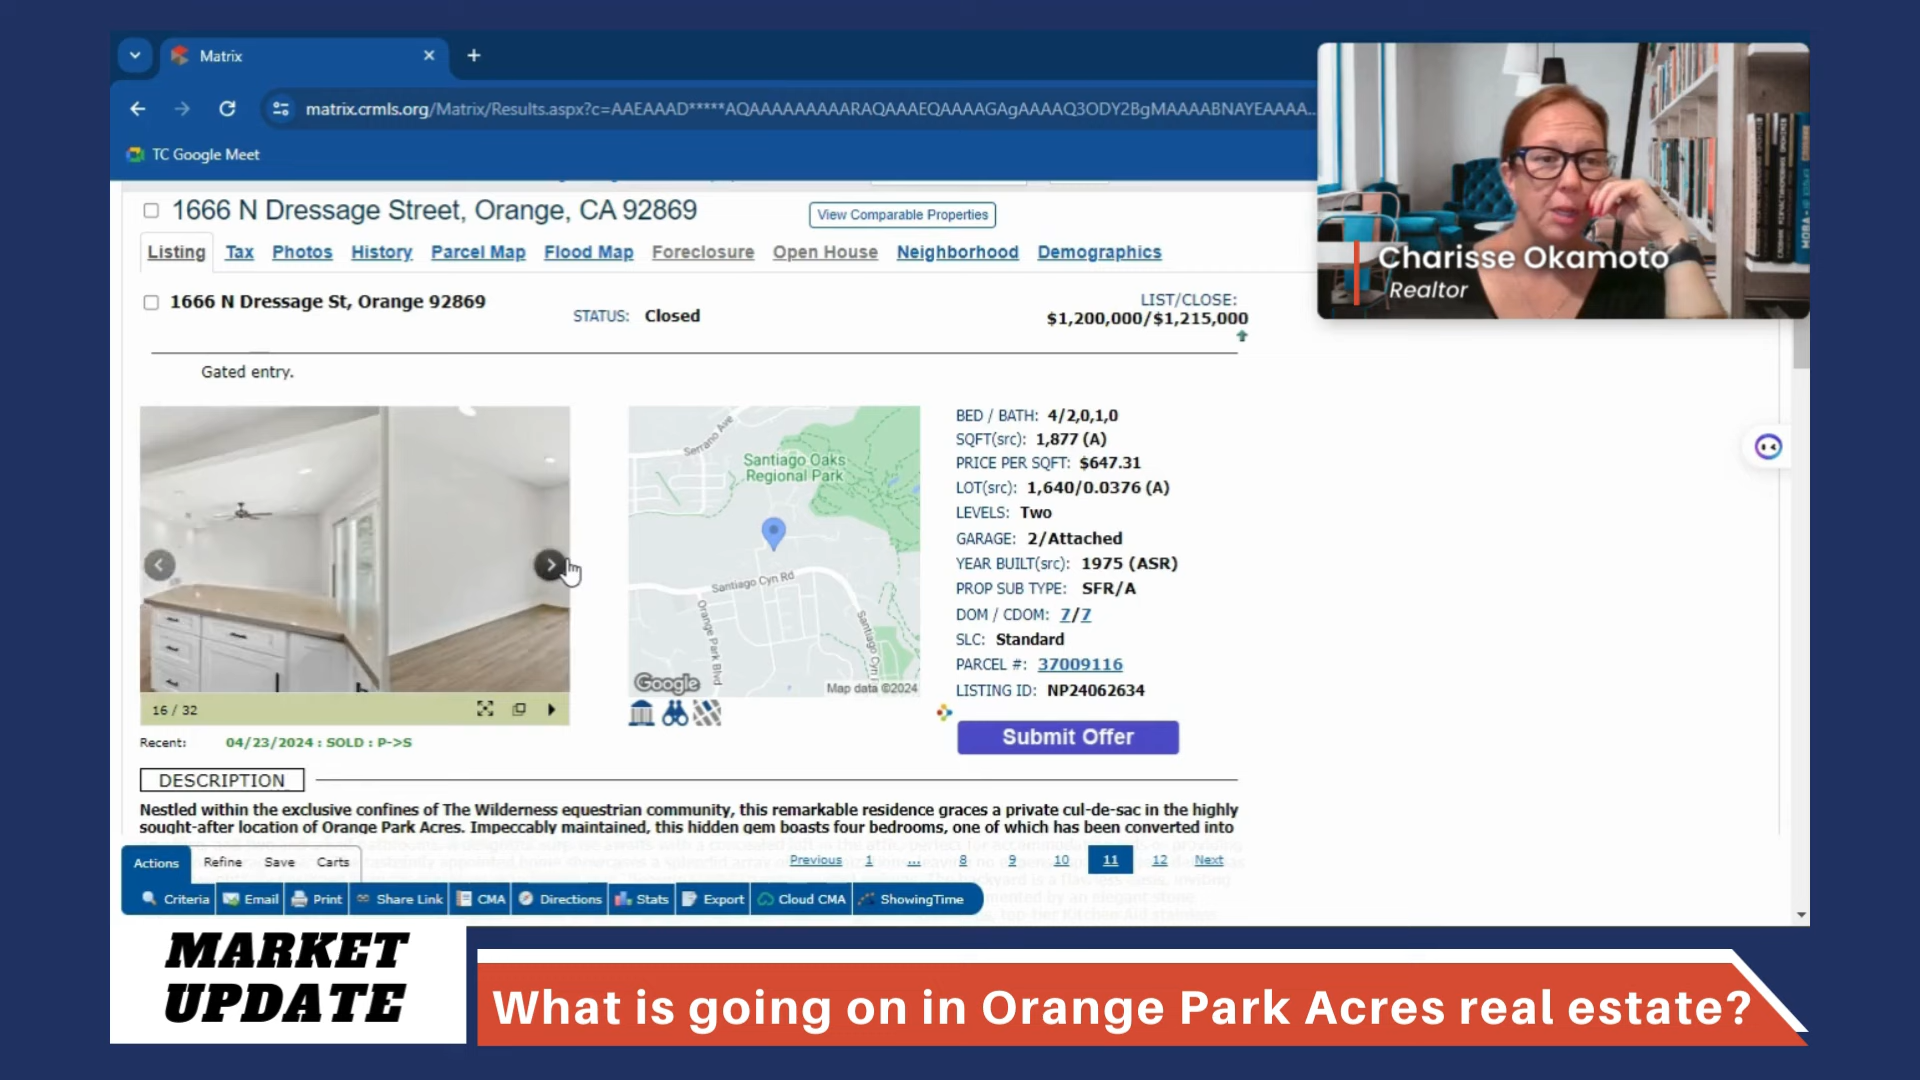 Matrix
matrix.crmls.org/Matrix/Results.aspx?c=AAEAAAD*****AQAAAAAAAAARAQAAAEQAAAAGAgAAAAQ3ODY2BgMAAAABNAYEAAAA...
TC Google Meet
1666 N Dressage Street, Orange, CA 92869
View Comparable Properties
Listing Tax Photos History Parcel Map Flood Map Foreclosure Open House Neighborhood Demographics
1666 N Dressage St, Orange 92869
STATUS: Closed
LIST/CLOSE:
$1,200,000/$1,215,000
Gated entry.
Charisse Okamoto
Realtor
Serrano Ave
Santiago Oaks
Regional Park
Santiago Cyn Rd
Orange Park Blvd
Santiago Cyn
Google
Map data ©2024
BED / BATH: 4/2,0,1,0
SQFT(src): 1,877 (A)
PRICE PER SQFT: $647.31
LOT(src): 1,640/0.0376 (A)
LEVELS: Two
GARAGE: 2/Attached
YEAR BUILT(src): 1975 (ASR)
PROP SUB TYPE: SFR/A
DOM / CDOM: 7/7
SLC: Standard
PARCEL #: 37009116
LISTING ID: NP24062634
Submit Offer
16 / 32
Recent: 04/23/2024 : SOLD : P->S
DESCRIPTION
Nestled within the exclusive confines of The Wilderness equestrian community, this remarkable residence graces a private cul-de-sac in the highly
sought-after location of Orange Park Acres. Impeccably maintained, this hidden gem boasts four bedrooms, one of which has been converted into
Actions Refine Save Carts
Previous 1 ... 8 9 10 11 12 Next
Criteria Email Print Share Link CMA Directions Stats Export Cloud CMA ShowingTime
MARKET
UPDATE
What is going on in Orange Park Acres real estate?